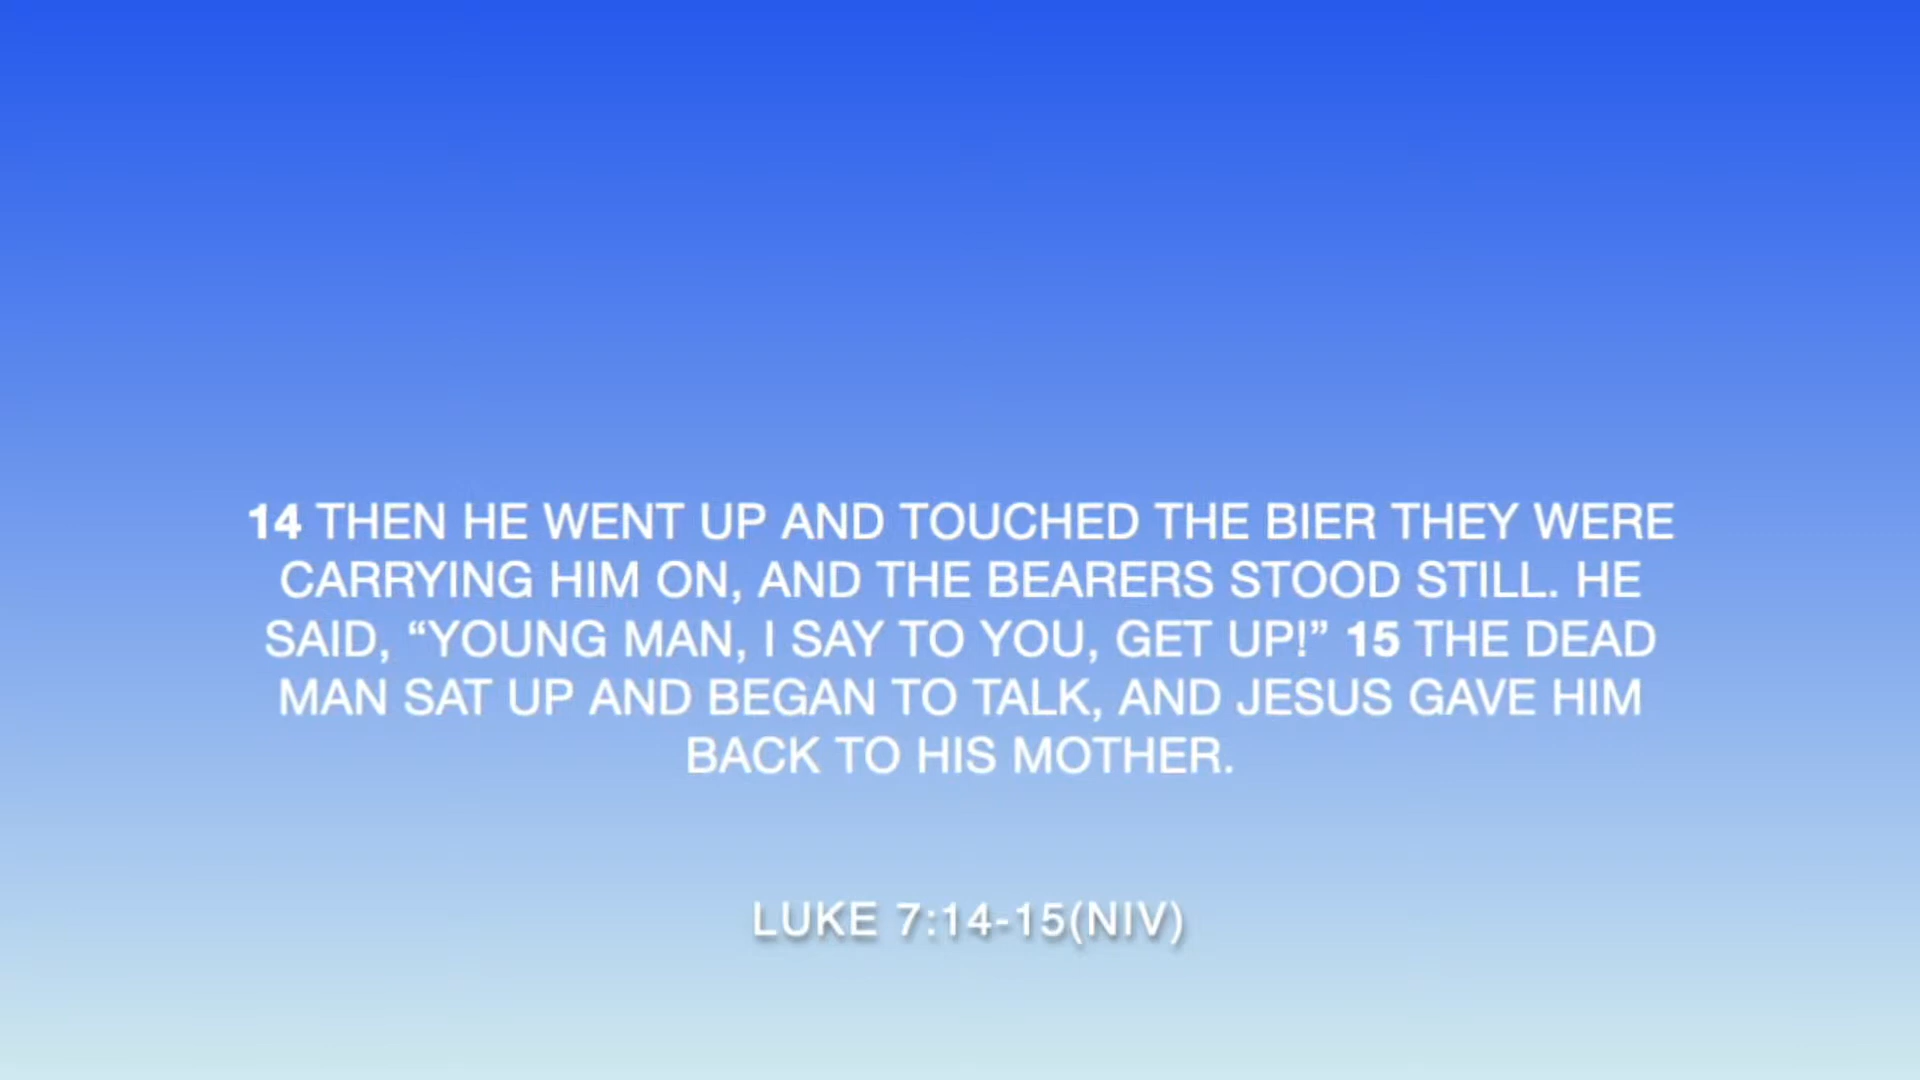 14 THEN HE WENT UP AND TOUCHED THE BIER THEY WERE
CARRYING HIM ON, AND THE BEARERS STOOD STILL. HE
SAID, “YOUNG MAN, I SAY TO YOU, GET UP!” 15 THE DEAD
MAN SAT UP AND BEGAN TO TALK, AND JESUS GAVE HIM
BACK TO HIS MOTHER.
LUKE 7:14-15(NIV)